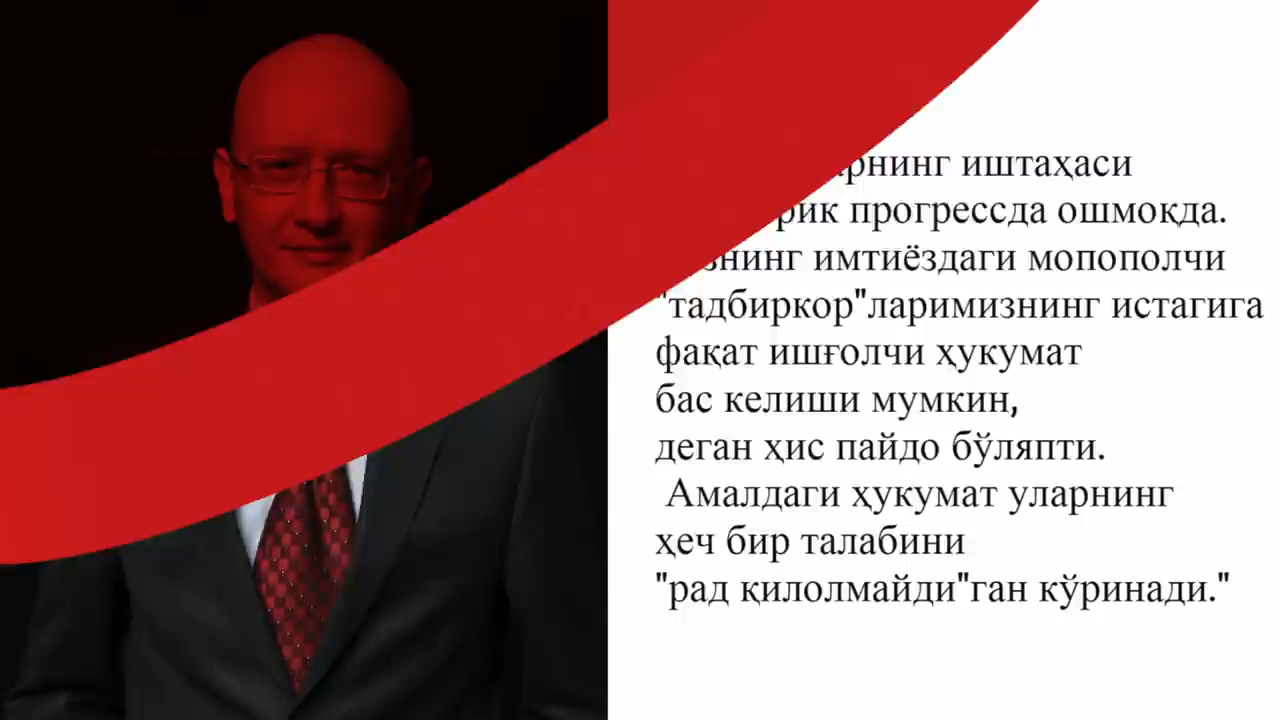 иштаҳаси
прогрессда ошмоқда.
имтиёздаги мопополчи
"тадбиркор"ларимизнинг истагига
фақат ишғолчи ҳукумат
бас келиши мумкин,
деган ҳис пайдо бўляпти.
Амалдаги ҳукумат уларнинг
ҳеч бир талабини
"рад қилолмайди"ган кўринади."